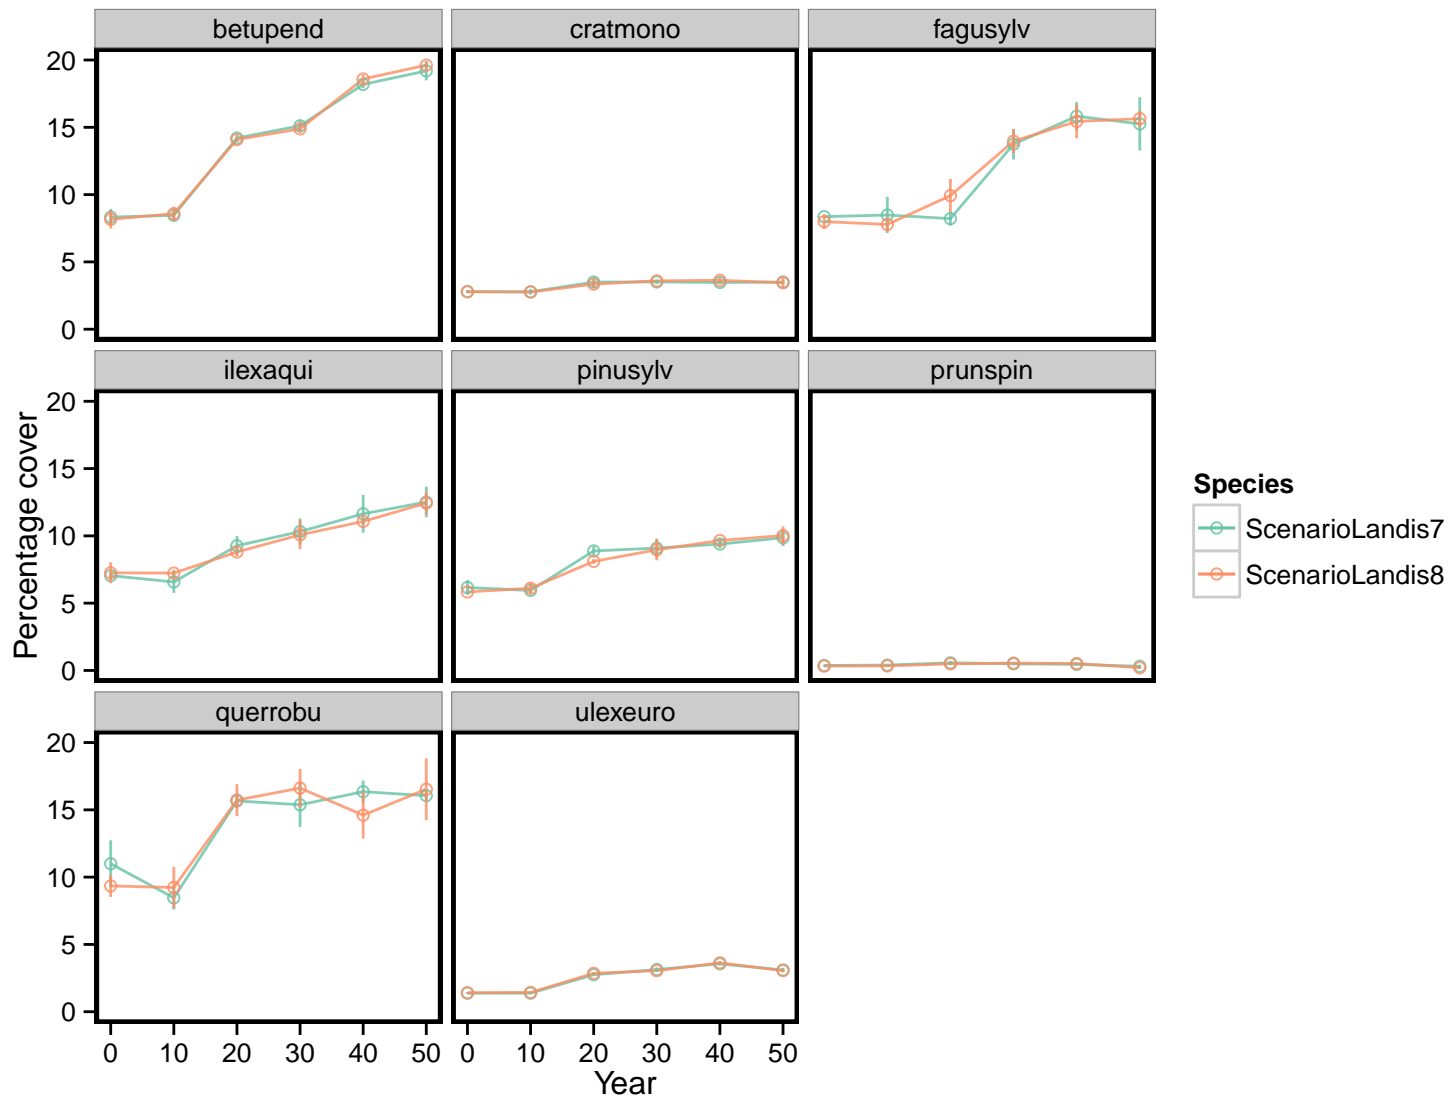 betupend cratmono fagusylv
20
15
10
5
0
ilexaqui pinusylv prunspin
20
15
10
5
0
Percentage cover
querrobu ulexeuro
20
15
10
5
0
0 10 20 30 40 50 0 10 20 30 40 50
Year
Species
ScenarioLandis7
ScenarioLandis8